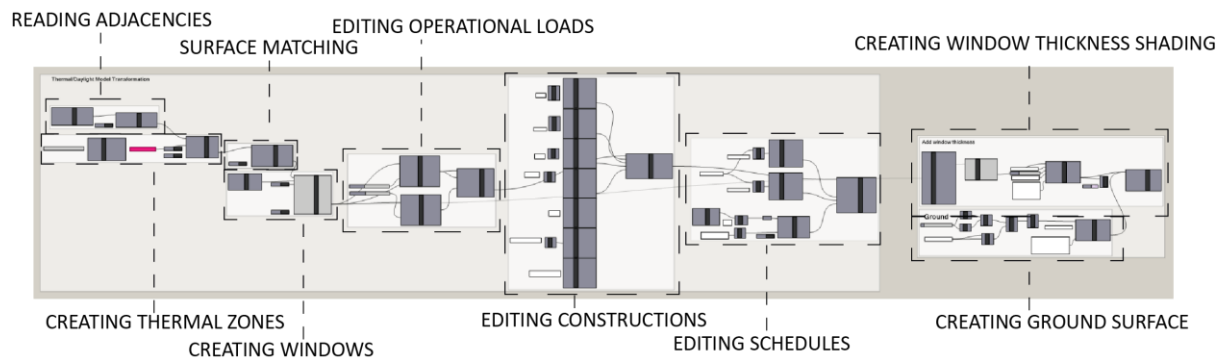 READING ADJACENCIES
EDITING OPERATIONAL LOADS
SURFACE MATCHING
CREATING WINDOW THICKNESS SHADING
Thermal/Daylight Model Transformation
Add window thickness
Ground
CREATING THERMAL ZONES
CREATING WINDOWS
EDITING CONSTRUCTIONS
EDITING SCHEDULES
CREATING GROUND SURFACE